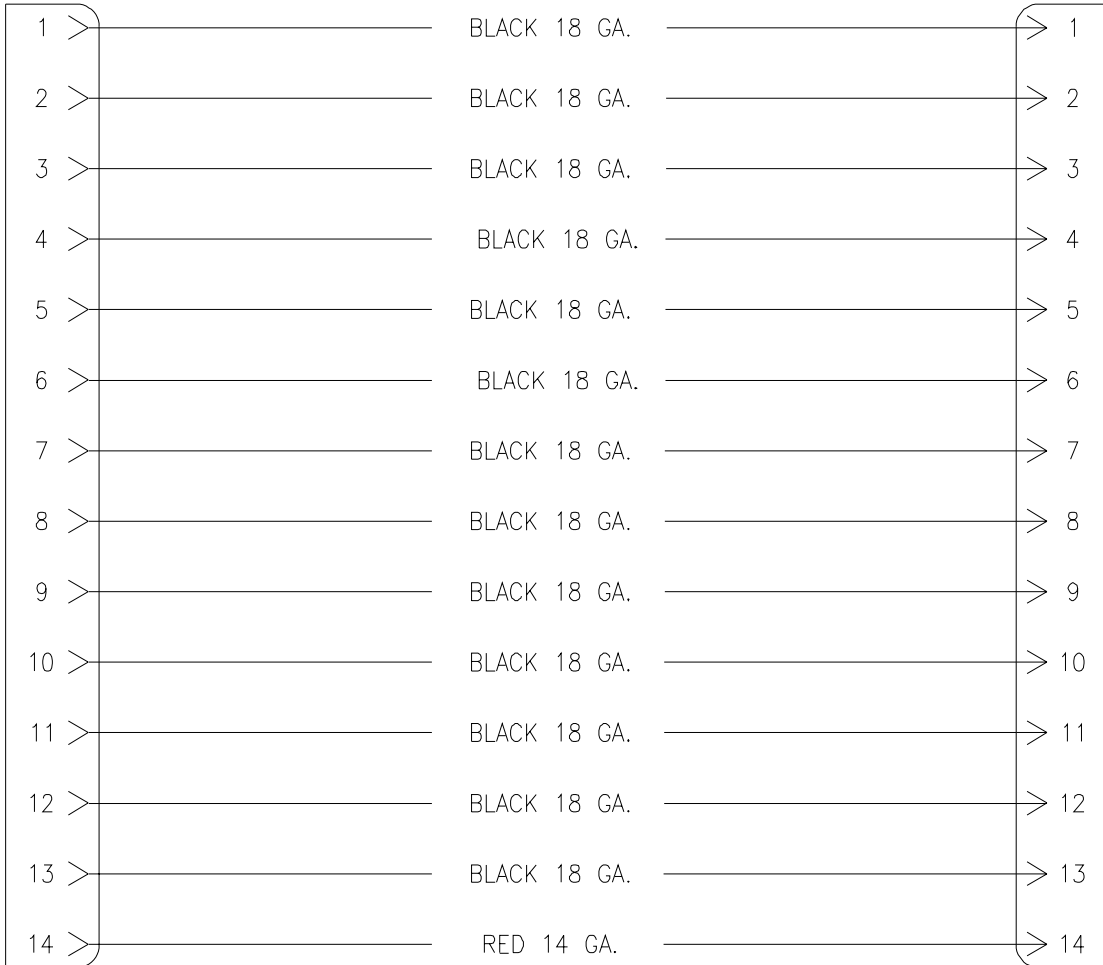 1 BLACK 18 GA. 1
2 BLACK 18 GA. 2
3 BLACK 18 GA. 3
4 BLACK 18 GA. 4
5 BLACK 18 GA. 5
6 BLACK 18 GA. 6
7 BLACK 18 GA. 7
8 BLACK 18 GA. 8
9 BLACK 18 GA. 9
10 BLACK 18 GA. 10
11 BLACK 18 GA. 11
12 BLACK 18 GA. 12
13 BLACK 18 GA. 13
14 RED 14 GA. 14